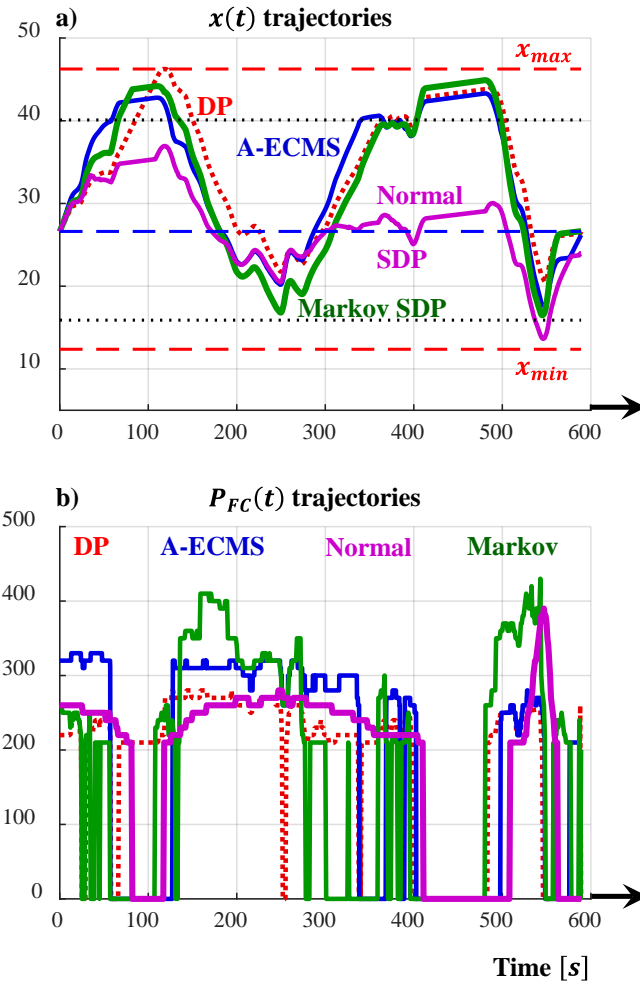 a) x(t) trajectories
50
x_max
DP
40
A-ECMS
30
Normal
SDP
20
Markov SDP
10
x_min
0 100 200 300 400 500 600
b) P_FC(t) trajectories
500
DP A-ECMS Normal Markov
400
300
200
100
0
0 100 200 300 400 500 600
Time [s]